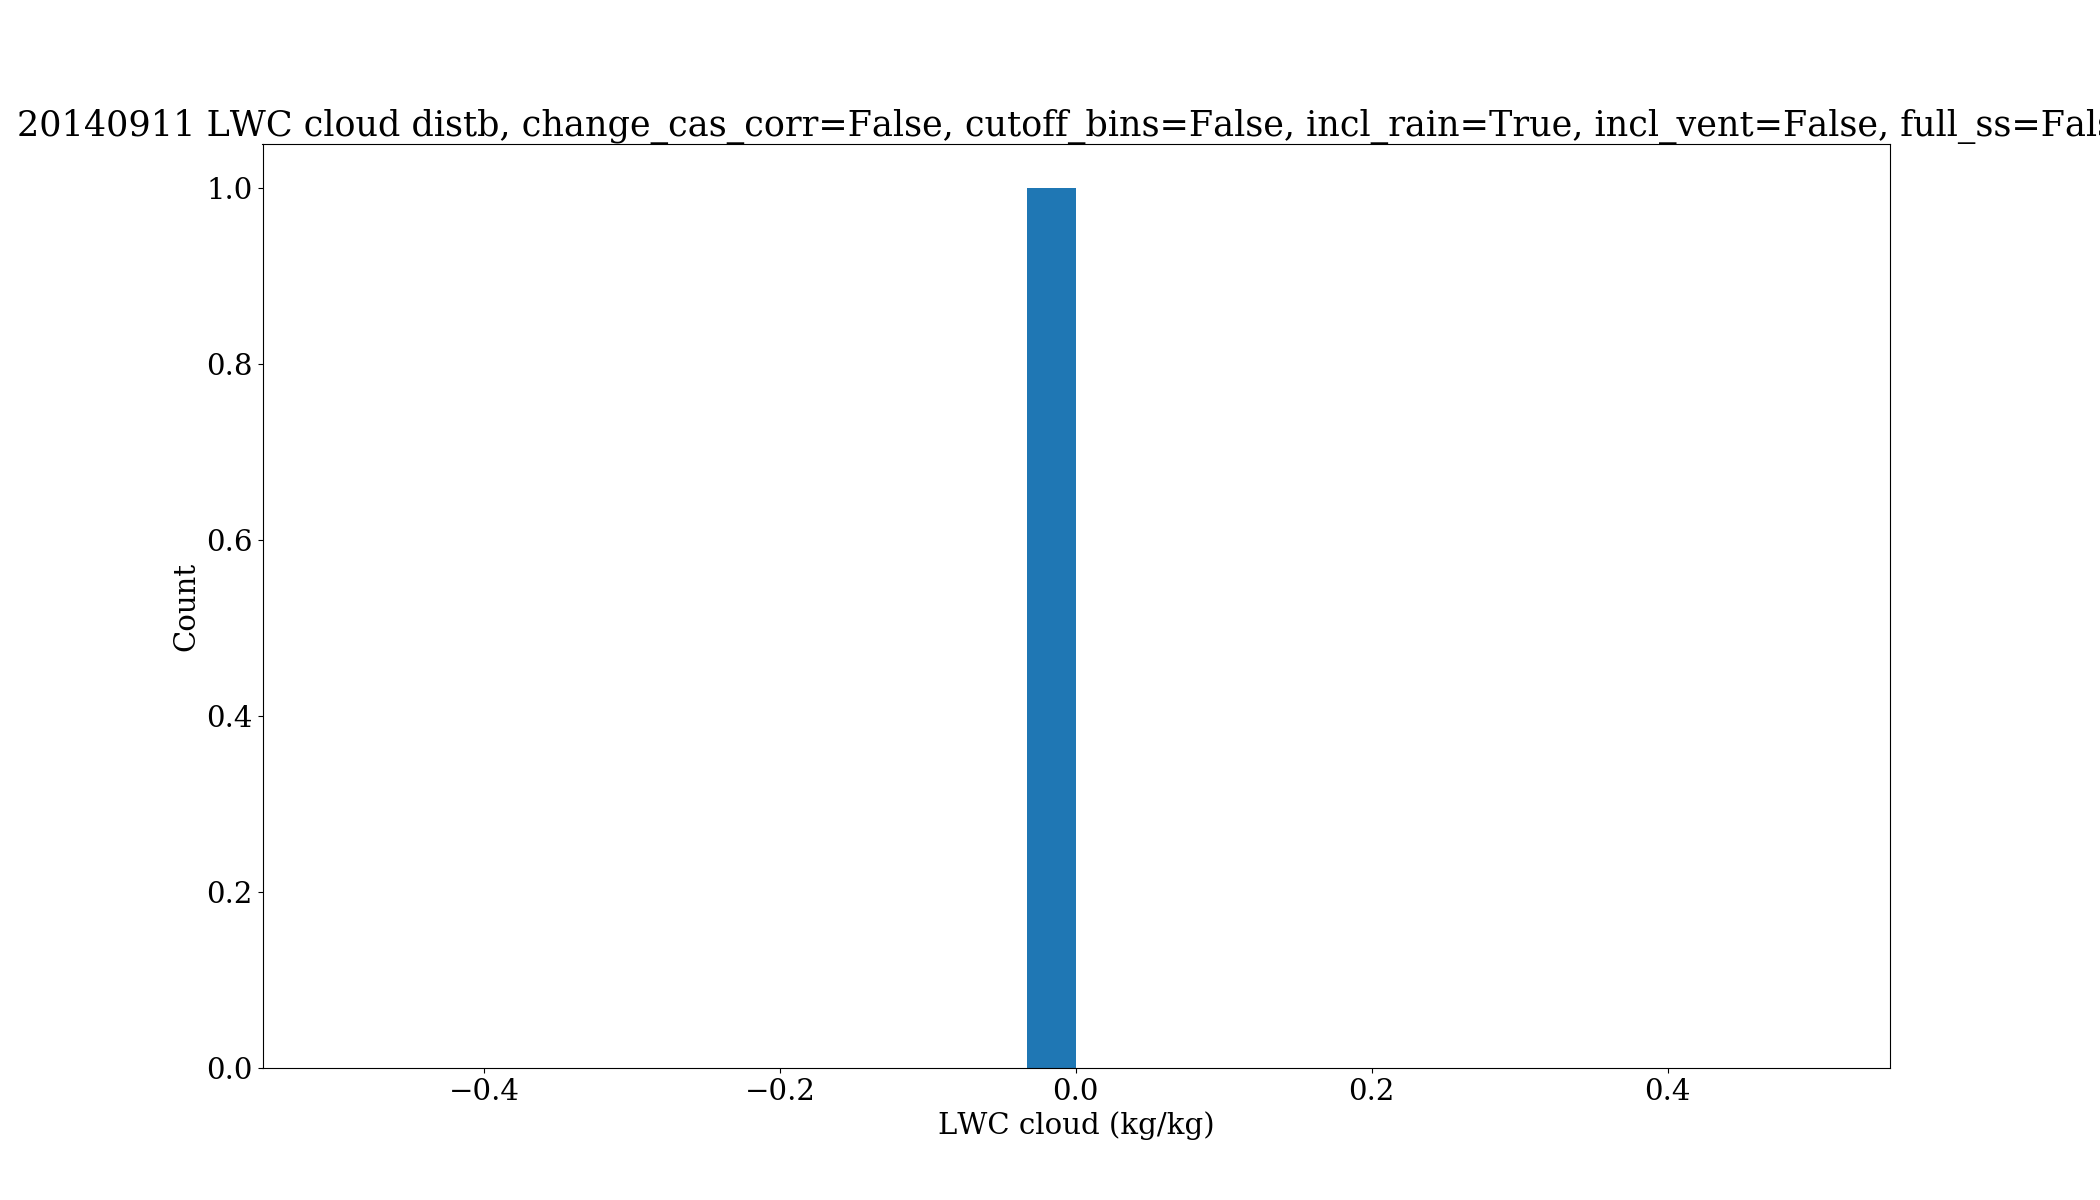 20140911 LWC cloud distb, change_cas_corr=False, cutoff_bins=False, incl_rain=True, incl_vent=False, full_ss=Fals
1.0
0.8
0.6
0.4
0.2
0.0
Count
−0.4 −0.2 0.0 0.2 0.4
LWC cloud (kg/kg)